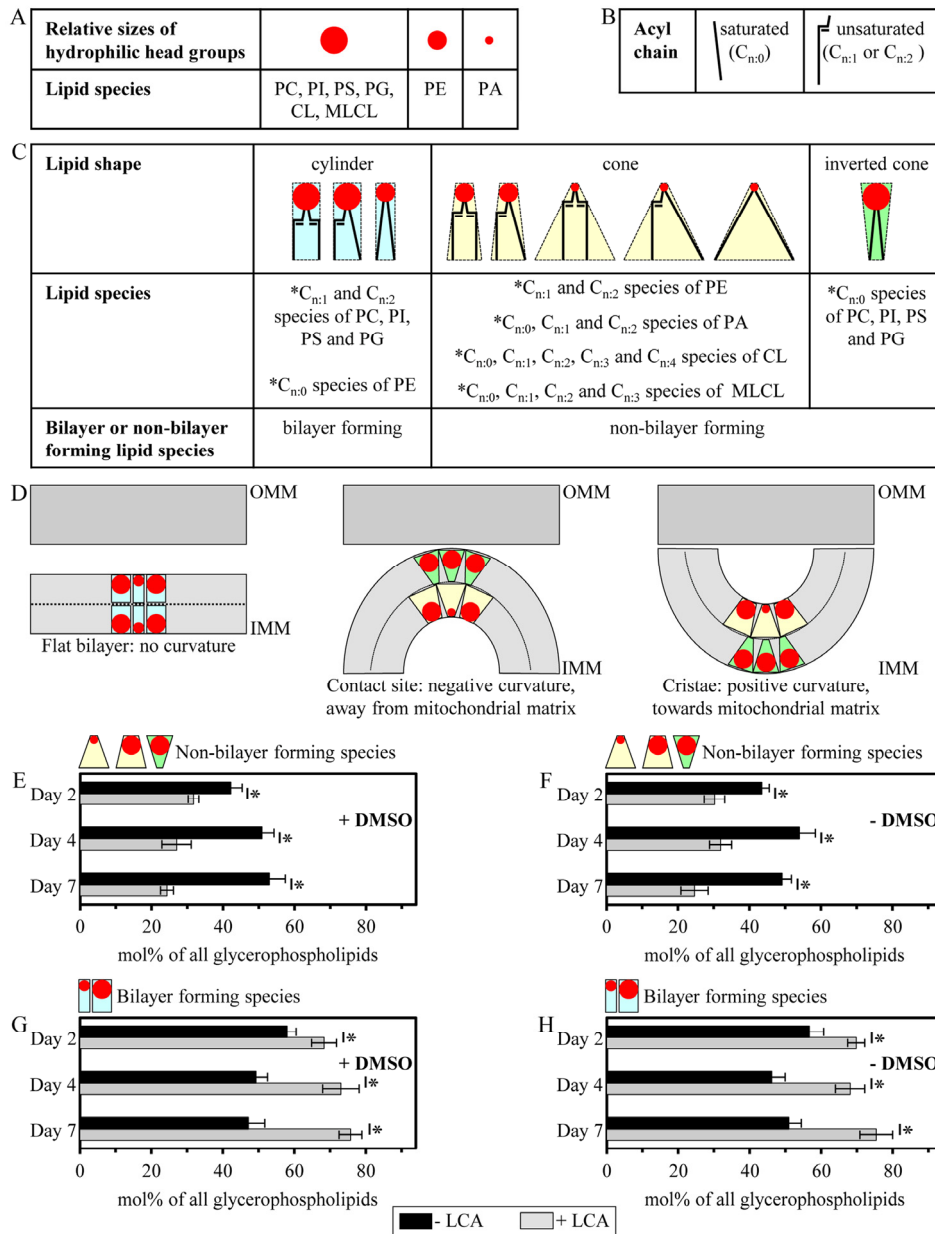 A
Relative sizes of
hydrophilic head groups
Lipid species
PC, PI, PS, PG,
CL, MLCL
PE
PA
B
Acyl
chain
saturated
(Cn:0)
unsaturated
(Cn:1 or Cn:2 )
C
Lipid shape
cylinder
cone
inverted cone
Lipid species
*Cn:1 and Cn:2
species of PC, PI,
PS and PG
*Cn:0 species of PE
*Cn:1 and Cn:2 species of PE
*Cn:0, Cn:1 and Cn:2 species of PA
*Cn:0, Cn:1, Cn:2, Cn:3 and Cn:4 species of CL
*Cn:0, Cn:1, Cn:2 and Cn:3 species of MLCL
*Cn:0 species
of PC, PI, PS
and PG
Bilayer or non-bilayer
forming lipid species
bilayer forming
non-bilayer forming
D
OMM
IMM
Flat bilayer: no curvature
OMM
IMM
Contact site: negative curvature,
away from mitochondrial matrix
OMM
IMM
Cristae: positive curvature,
towards mitochondrial matrix
Non-bilayer forming species
E
Day 2
Day 4
Day 7
*
*
*
+ DMSO
0 20 40 60 80
mol% of all glycerophospholipids
Non-bilayer forming species
F
Day 2
Day 4
Day 7
*
*
*
- DMSO
0 20 40 60 80
mol% of all glycerophospholipids
Bilayer forming species
G
Day 2
Day 4
Day 7
*
*
*
+ DMSO
0 20 40 60 80
mol% of all glycerophospholipids
Bilayer forming species
H
Day 2
Day 4
Day 7
*
*
*
- DMSO
0 20 40 60 80
mol% of all glycerophospholipids
- LCA
+ LCA